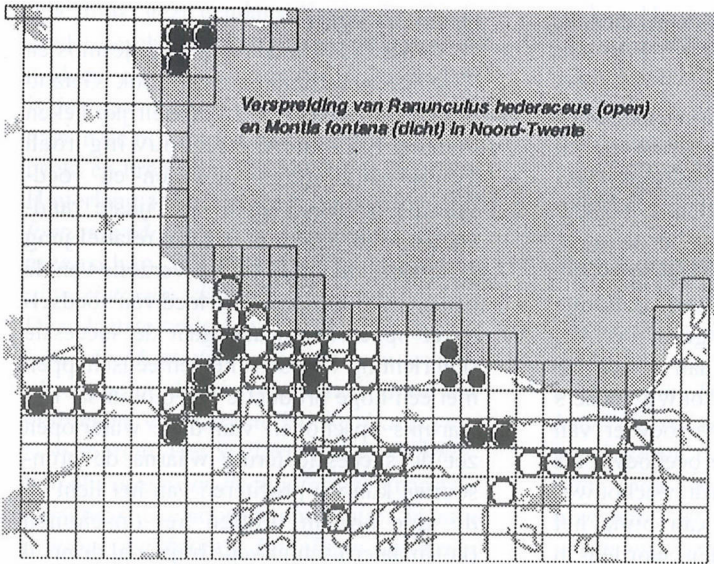 Verspreiding van Ranunculus hederaceus (open)
en Montia fontana (dicht) in Noord-Twente